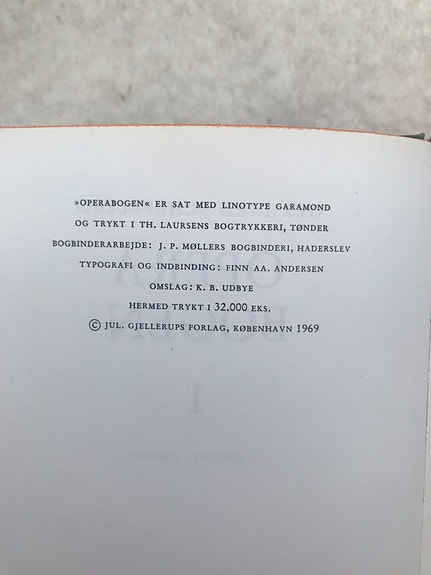 »OPERABOGEN« ER SAT MED LINOTYPE GARAMOND
OG TRYKT I TH. LAURSENS BOGTRYKKERI, TØNDER
BOGBINDERARBEJDE: J. P. MØLLERS BOGBINDERI, HADERSLEV
TYPOGRAFI OG INDBINDING: FINN AA. ANDERSEN
OMSLAG: K. B. UDBYE
HERMED TRYKT I 32,000 EKS.
© JUL. GJELLERUPS FORLAG, KØBENHAVN 1969